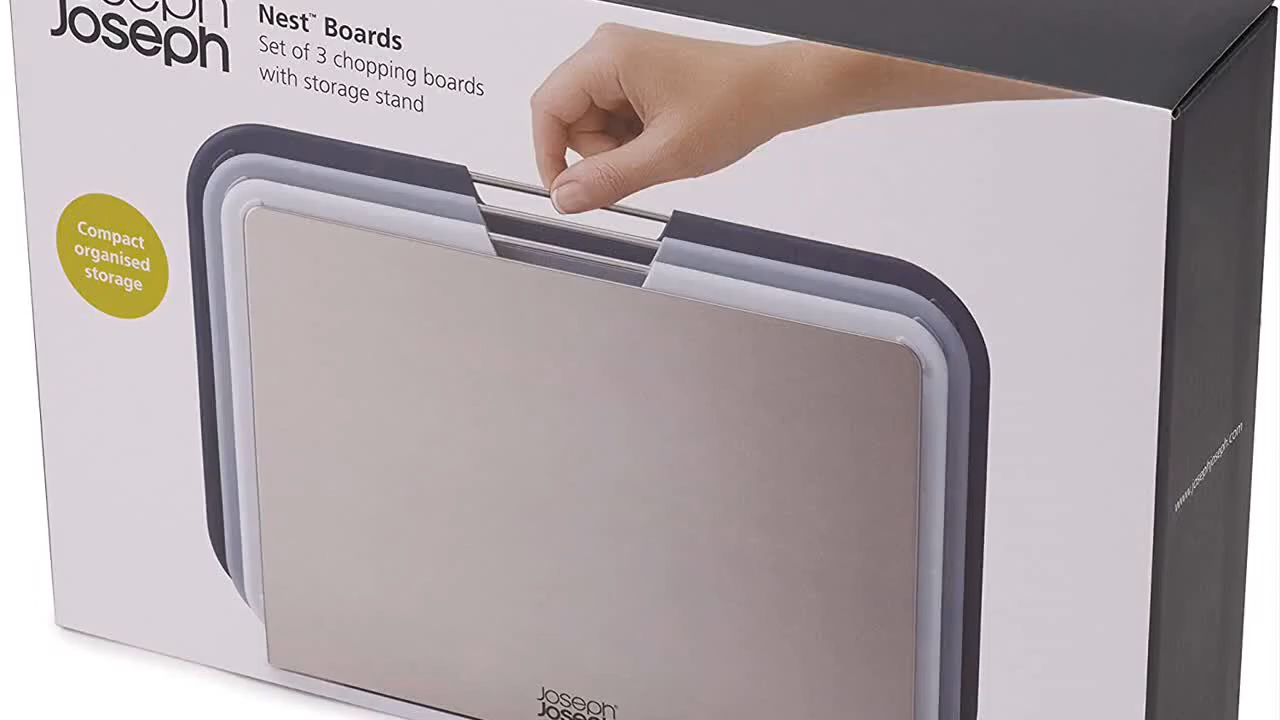 Joseph
Joseph
Nest™ Boards
Set of 3 chopping boards
with storage stand
Compact
organised
storage
www.josephjoseph.com
Joseph®
Joseph